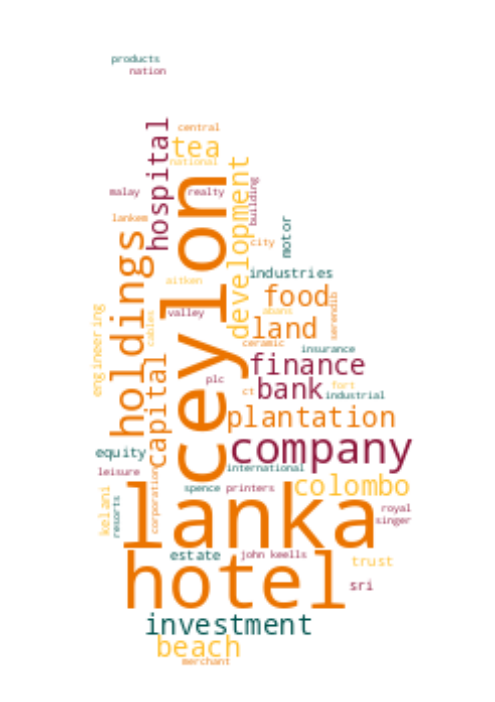 products
nation
central
tea
national
hospital
malay
realty
building
development
ceylon
lankem
city
motor
holdings
industries
aitken
food
land
serendib
abans
engineering
cables
valley
ceramic
insurance
finance
capital
plc
bank
ct
fort
industrial
plantation
company
equity
international
leisure
corporation
colombo
spence
printers
kelani
resorts
lanka
royal
singer
estate
john keells
trust
hotel
sri
investment
beach
merchant